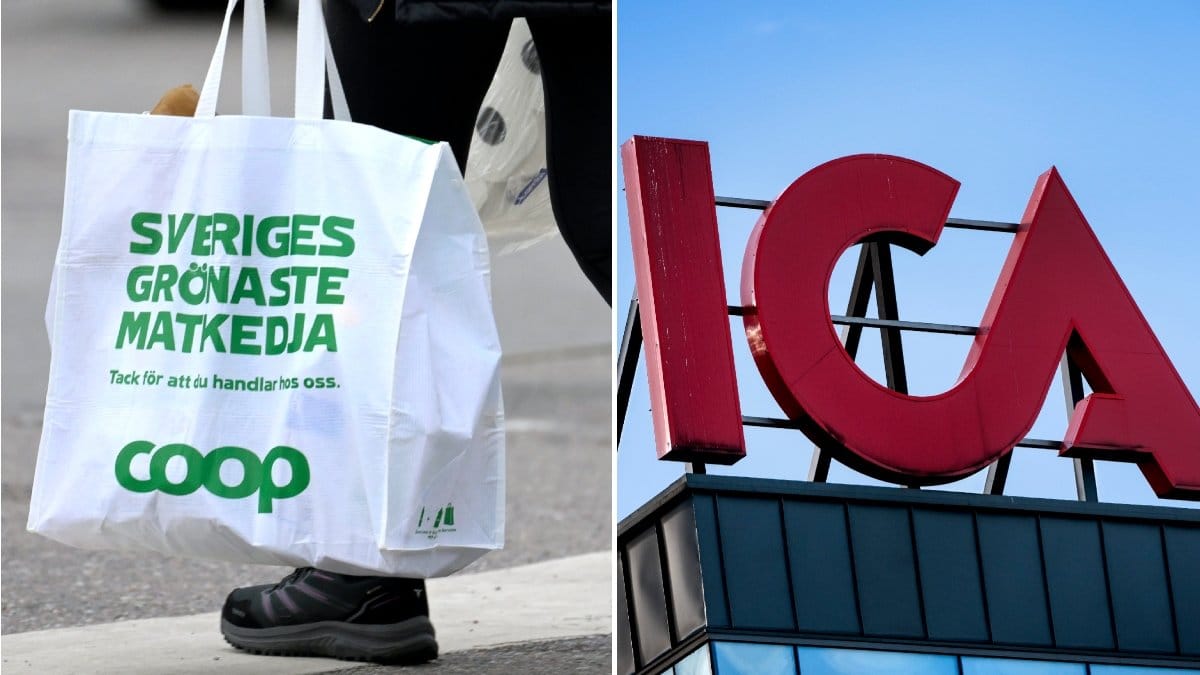 SVERIGES
GRÖNASTE
MATKEDJA
Tack för att du handlar hos oss.
coop
ICA